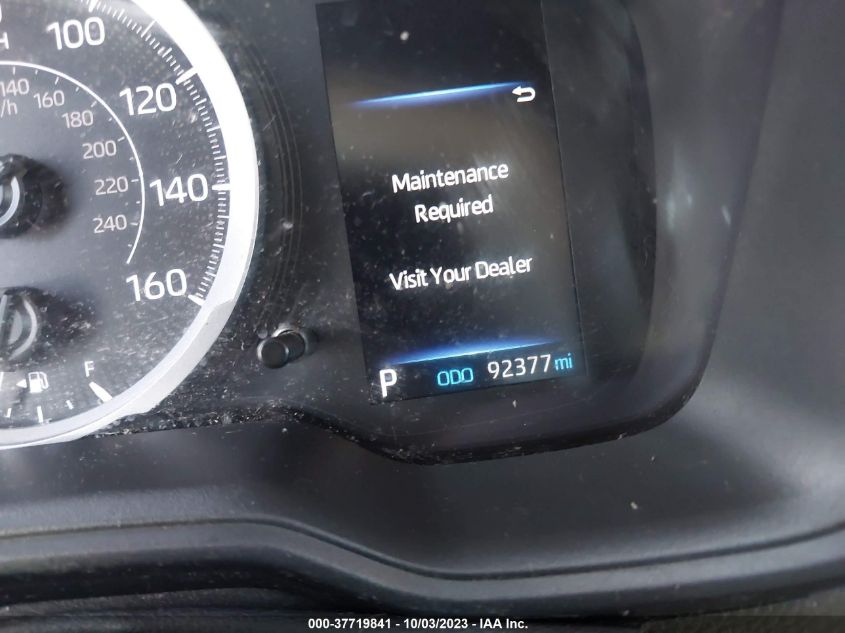 100
120
140
160
140
160
180
200
220
240
F
Maintenance
Required
Visit Your Dealer
P ODO 92377 mi
000-37719841 - 10/03/2023 - IAA Inc.